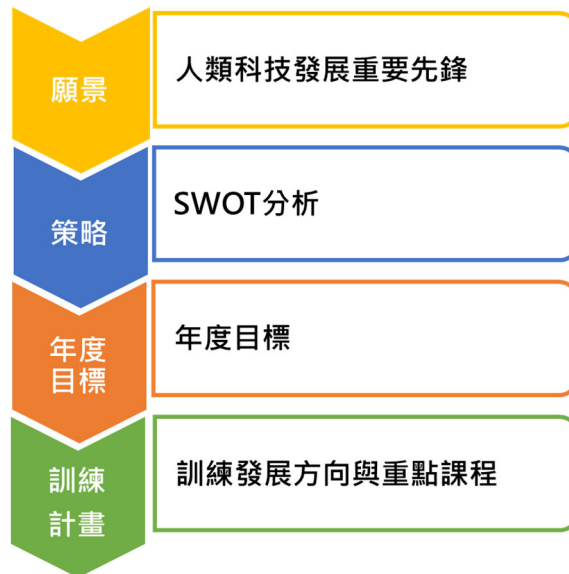 願景
人類科技發展重要先鋒
策略
SWOT分析
年度
目標
年度目標
訓練
計畫
訓練發展方向與重點課程